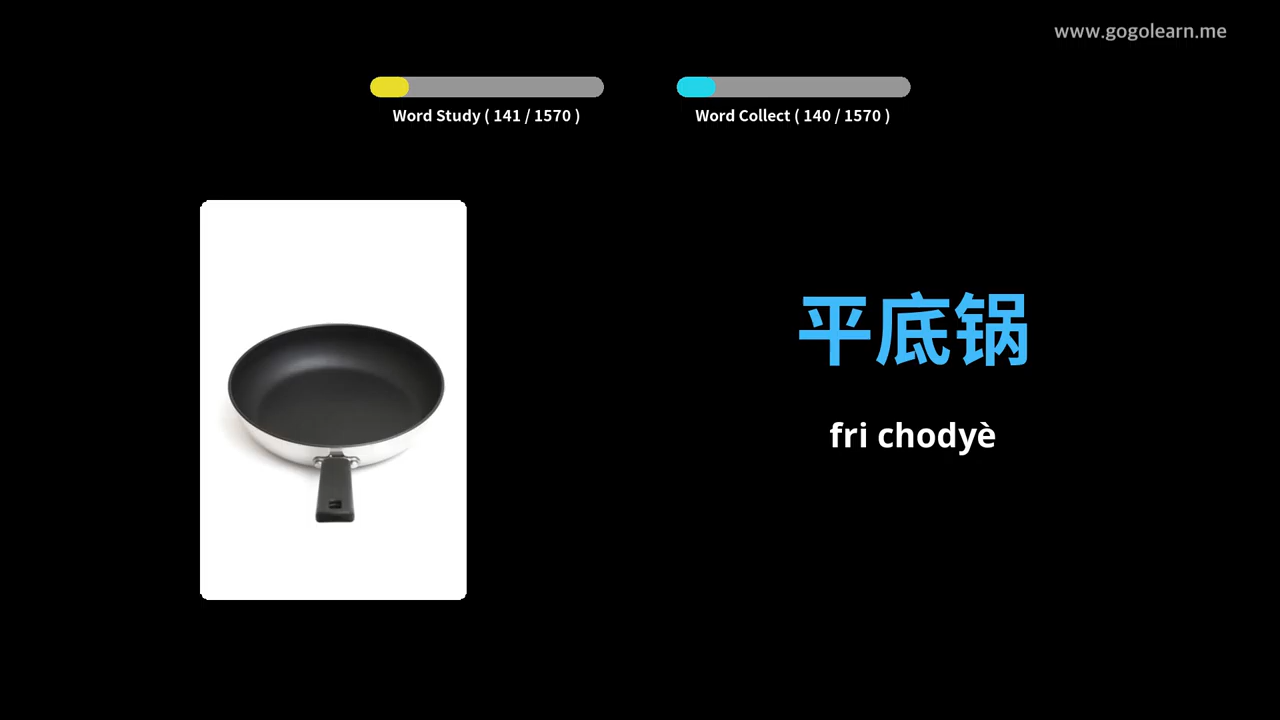 www.gogolearn.me
Word Study ( 141 / 1570 )
Word Collect ( 140 / 1570 )
平底锅
fri chodyè